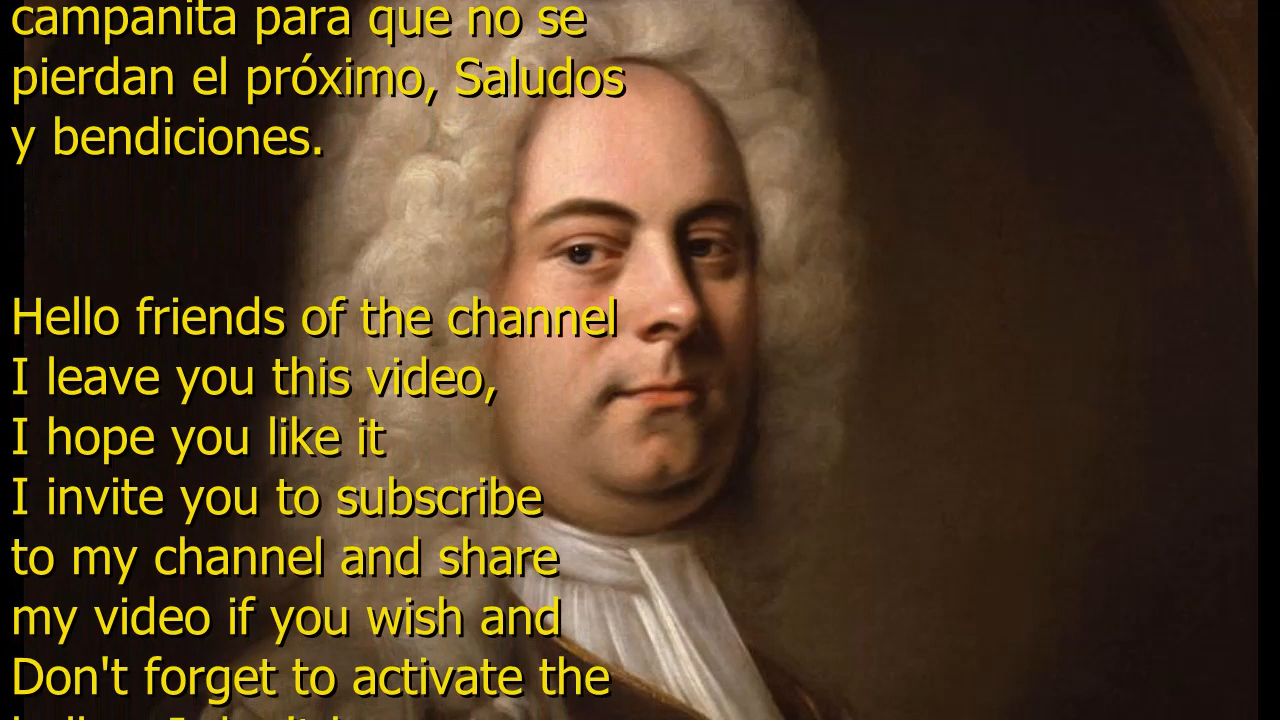 campanita para que no se
pierdan el próximo, Saludos
y bendiciones.
Hello friends of the channel
I leave you this video,
I hope you like it
I invite you to subscribe
to my channel and share
my video if you wish and
Don't forget to activate the